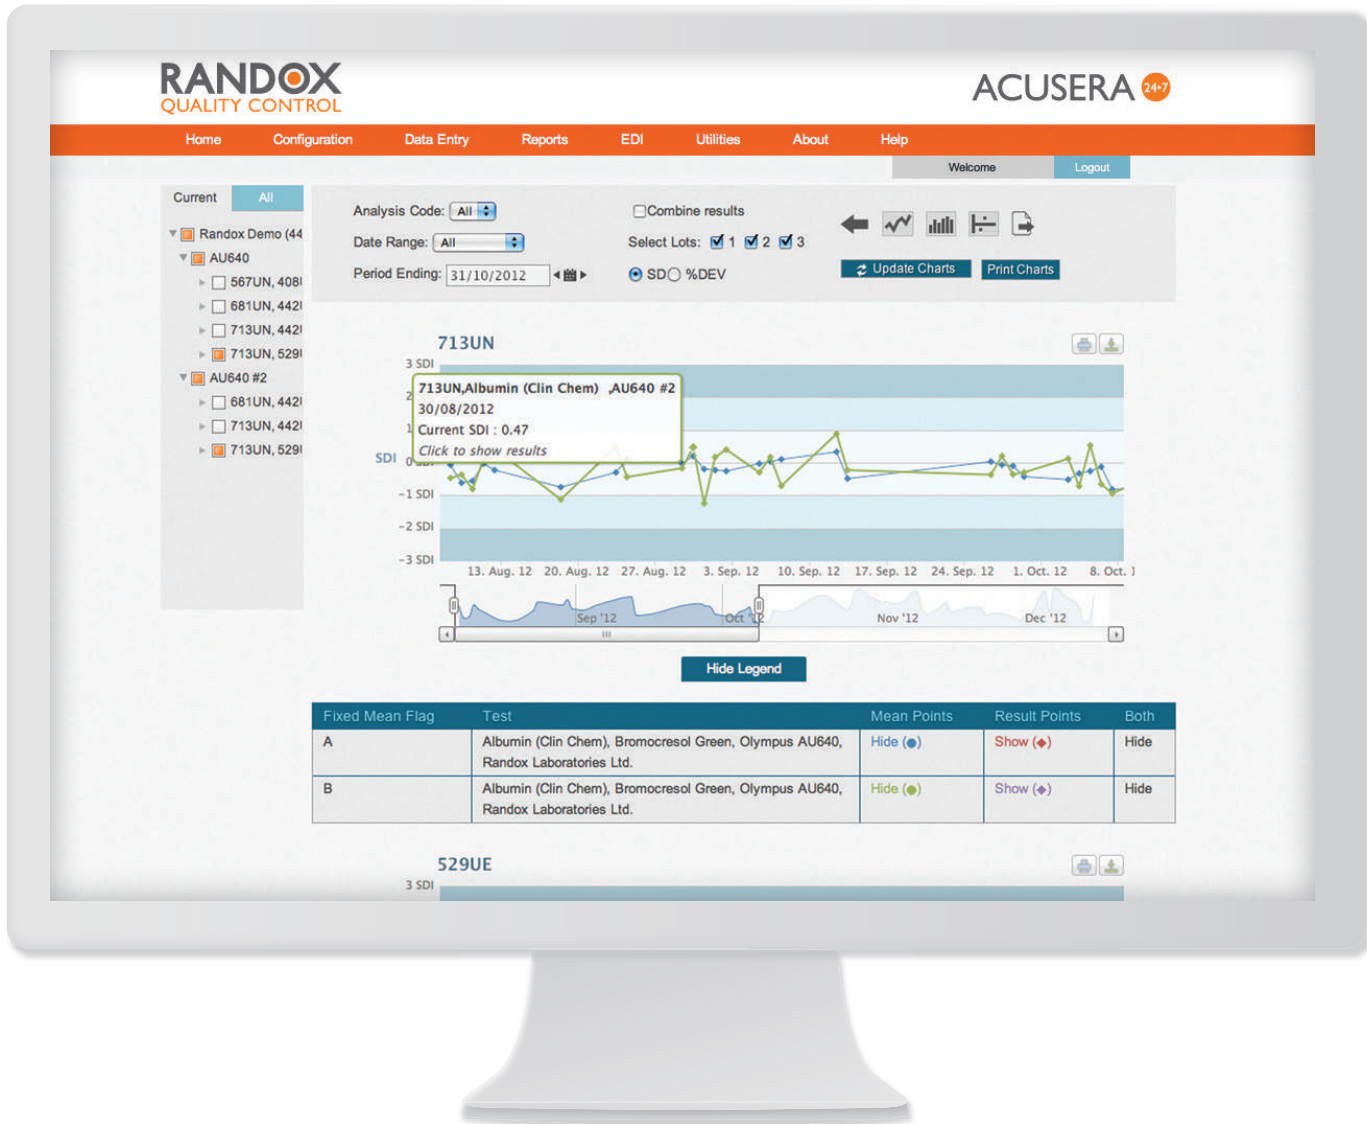 RANDOX
QUALITY CONTROL
ACUSERA 24•7
Home Configuration Data Entry Reports EDI Utilities About Help
Welcome Logout
Current All
Randox Demo (44
AU640
567UN, 408
681UN, 442
713UN, 442
713UN, 529
AU640 #2
681UN, 442
713UN, 442
713UN, 529
Analysis Code: All
Date Range: All
Period Ending: 31/10/2012
Combine results
Select Lots: 1 2 3
SD %DEV
Update Charts Print Charts
713UN
3 SDI
713UN,Albumin (Clin Chem) ,AU640 #2
30/08/2012
Current SDI : 0.47
Click to show results
2
1
SDI
-1 SDI
-2 SDI
-3 SDI
13. Aug. 12 20. Aug. 12 27. Aug. 12 3. Sep. 12 10. Sep. 12 17. Sep. 12 24. Sep. 12 1. Oct. 12 8. Oct. 1
Sep '12 Oct '12 Nov '12 Dec '12
Hide Legend
Fixed Mean Flag Test Mean Points Result Points Both
A Albumin (Clin Chem), Bromocresol Green, Olympus AU640, Hide (●) Show (◆) Hide
Randox Laboratories Ltd.
B Albumin (Clin Chem), Bromocresol Green, Olympus AU640, Hide (●) Show (◆) Hide
Randox Laboratories Ltd.
529UE
3 SDI